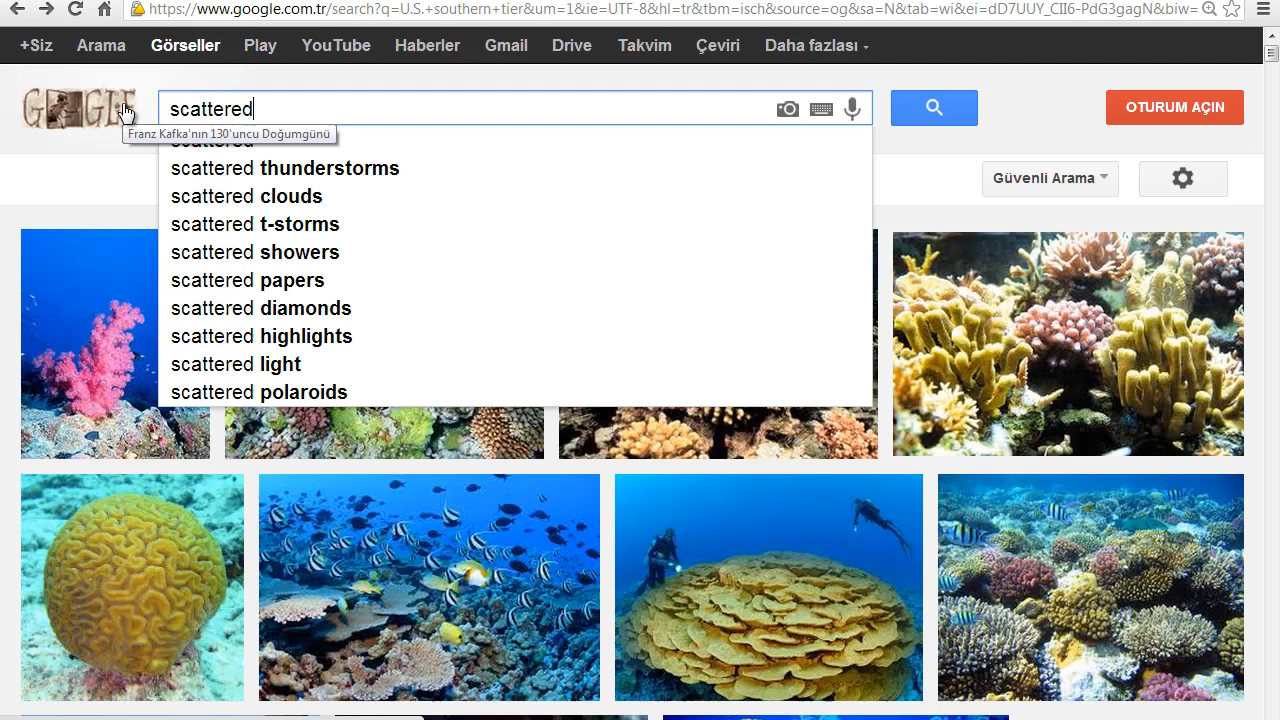 https://www.google.com.tr/search?q=U.S.+southern+tier&um=1&ie=UTF-8&hl=tr&tbm=isch&source=og&sa=N&tab=wi&ei=dD7UUY_CII6-PdG3gagN&biw=
+Siz Arama Görseller Play YouTube Haberler Gmail Drive Takvim Çeviri Daha fazlası
GOOGLE scattered OTURUM AÇIN
Franz Kafka'nın 130'uncu Doğumgünü
scattered
scattered thunderstorms
Güvenli Arama
scattered clouds
scattered t-storms
scattered showers
scattered papers
scattered diamonds
scattered highlights
scattered light
scattered polaroids